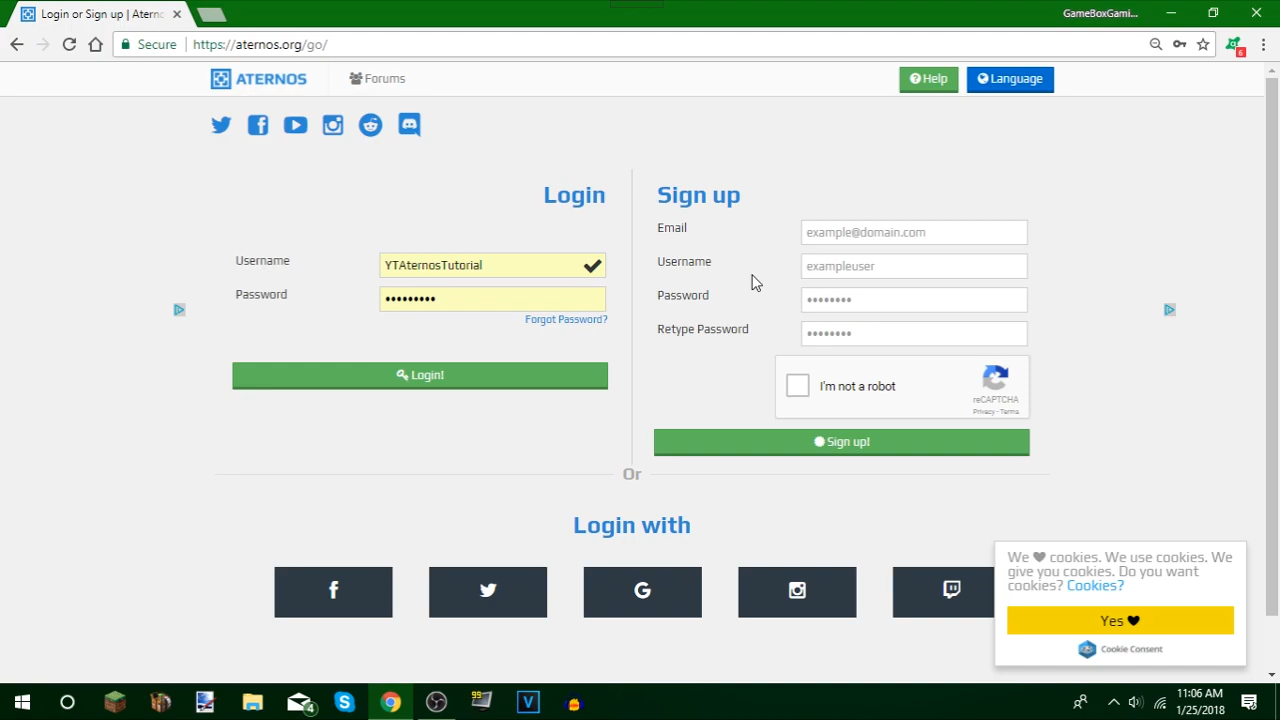 Login or Sign up | Atern
GameBoxGami...
Secure
https://aternos.org/go/
6
ATERNOS
Forums
Help
Language
Login
Username
YTAternosTutorial
Password
•••••••••
Forgot Password?
Login!
Sign up
Email
example@domain.com
Username
exampleuser
Password
••••••••
Retype Password
••••••••
I'm not a robot
reCAPTCHA
Privacy - Terms
Sign up!
Or
Login with
We ♥ cookies. We use cookies. We
give you cookies. Do you want
cookies? Cookies?
Yes ♥
Cookie Consent
4
99
V
11:06 AM
1/25/2018